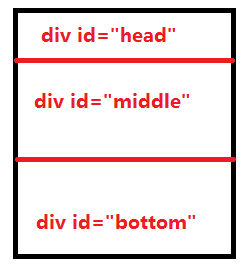 div id="head"
div id="middle"
div id="bottom"